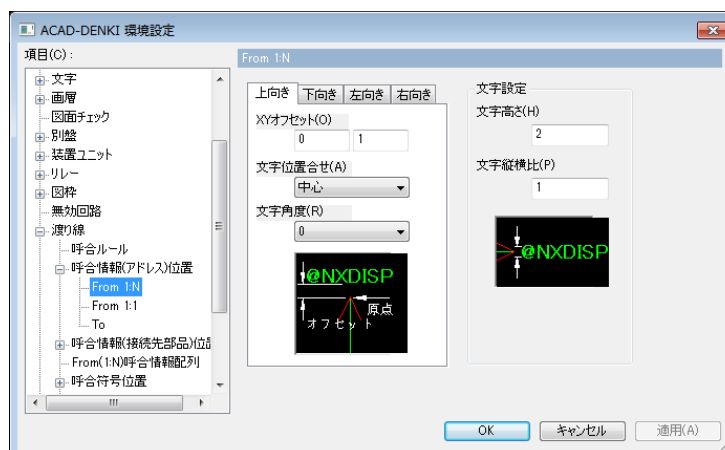 ACAD-DENKI 環境設定
項目(C) :
文字
画層
図面チェック
別盤
装置ユニット
リレー
図枠
無効回路
渡り線
呼合ルール
呼合情報(アドレス)位置
From 1:N
From 1:1
To
呼合情報(接続先部品)位
From(1:N)呼合情報配列
呼合符号位置
From 1:N
上向き 下向き 左向き 右向き
XYオフセット(O)
0 1
文字位置合せ(A)
中心
文字角度(R)
0
@NXDISP
原点
オフセット
文字設定
文字高さ(H)
2
文字縦横比(P)
1
@NXDISP
OK キャンセル 適用(A)